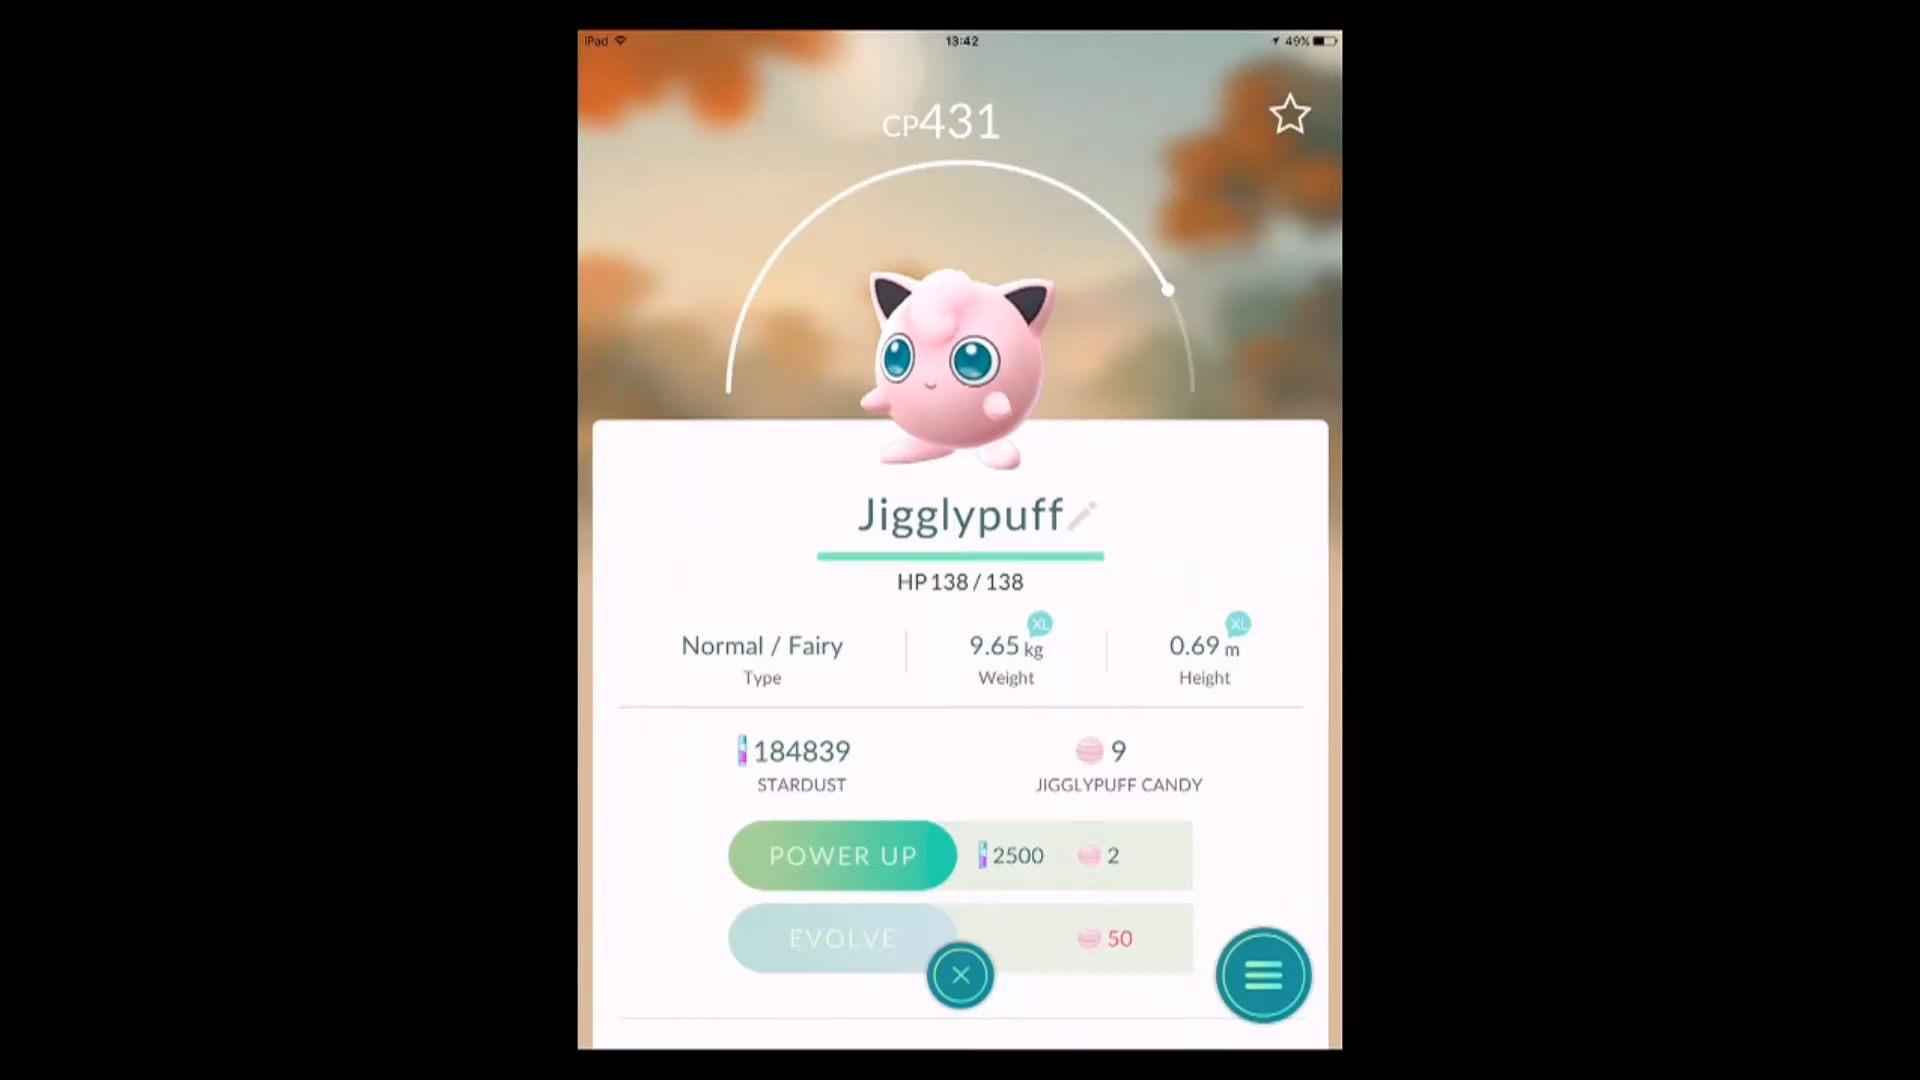 iPad 13:42 49%
CP431
Jigglypuff
HP 138 / 138
XL XL
Normal / Fairy 9.65 kg 0.69 m
Type Weight Height
184839 9
STARDUST JIGGLYPUFF CANDY
POWER UP 2500 2
EVOLVE 50